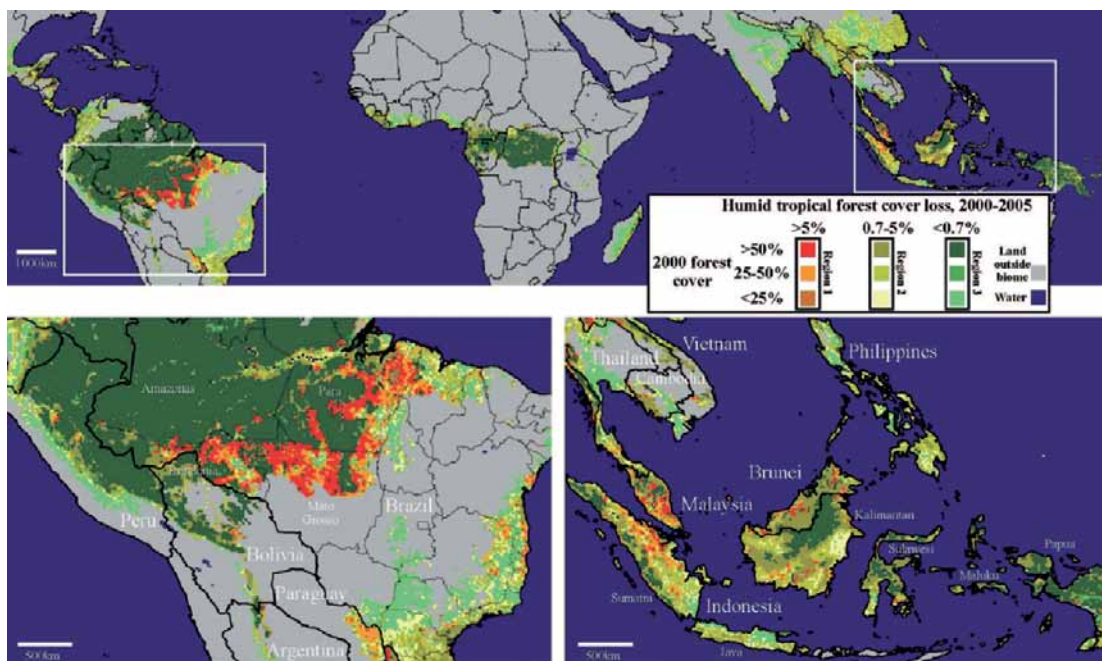 1000km
Humid tropical forest cover loss, 2000-2005
>5% 0.7-5% <0.7%
2000 forest cover
>50%
25-50%
<25%
Region 1
Region 2
Region 3
Land outside biome
Water
Amazonas
Para
Rondonia
Mato Grosso
Brazil
Peru
Bolivia
Paraguay
Argentina
500km
Thailand
Vietnam
Cambodia
Philippines
Brunei
Malaysia
Kalimantan
Sulawesi
Maluku
Papua
Sumatra
Indonesia
Java
500km